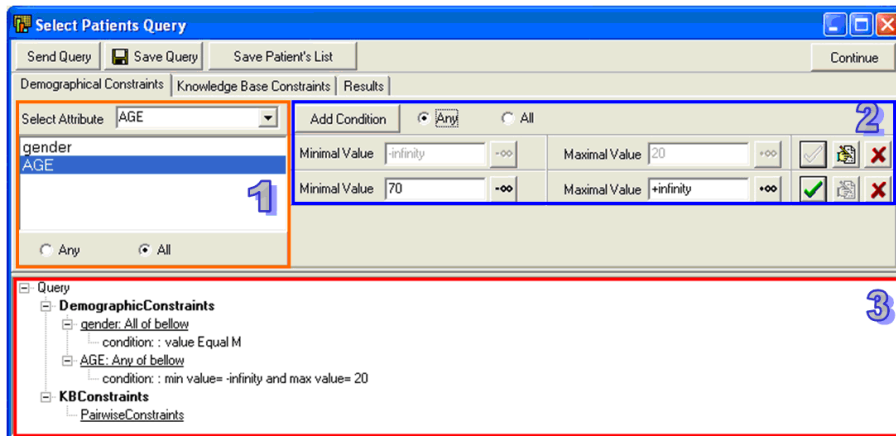 Select Patients Query
Send Query Save Query Save Patient's List Continue
Demographical Constraints Knowledge Base Constraints Results
Select Attribute AGE
gender
AGE
1
Any All
Add Condition Any All
2
Minimal Value -infinity -∞ Maximal Value 20 +∞
Minimal Value 70 -∞ Maximal Value +infinity +∞
Query
3
DemographicConstraints
gender: All of bellow
condition: : value Equal M
AGE: Any of bellow
condition: : min value= -infinity and max value= 20
KBConstraints
PairwiseConstraints